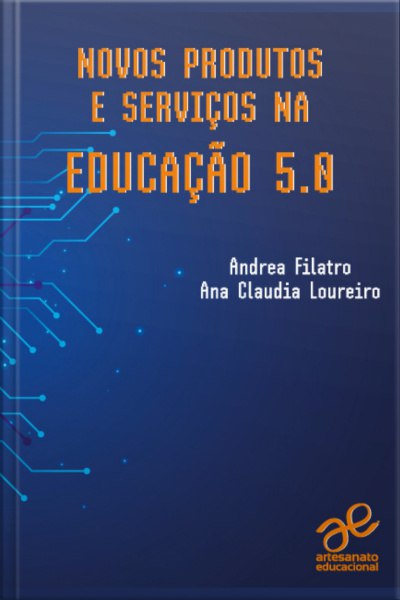 NOVOS PRODUTOS
E SERVIÇOS NA
EDUCAÇÃO 5.0
Andrea Filatro
Ana Claudia Loureiro
ae
artesanato
educacional